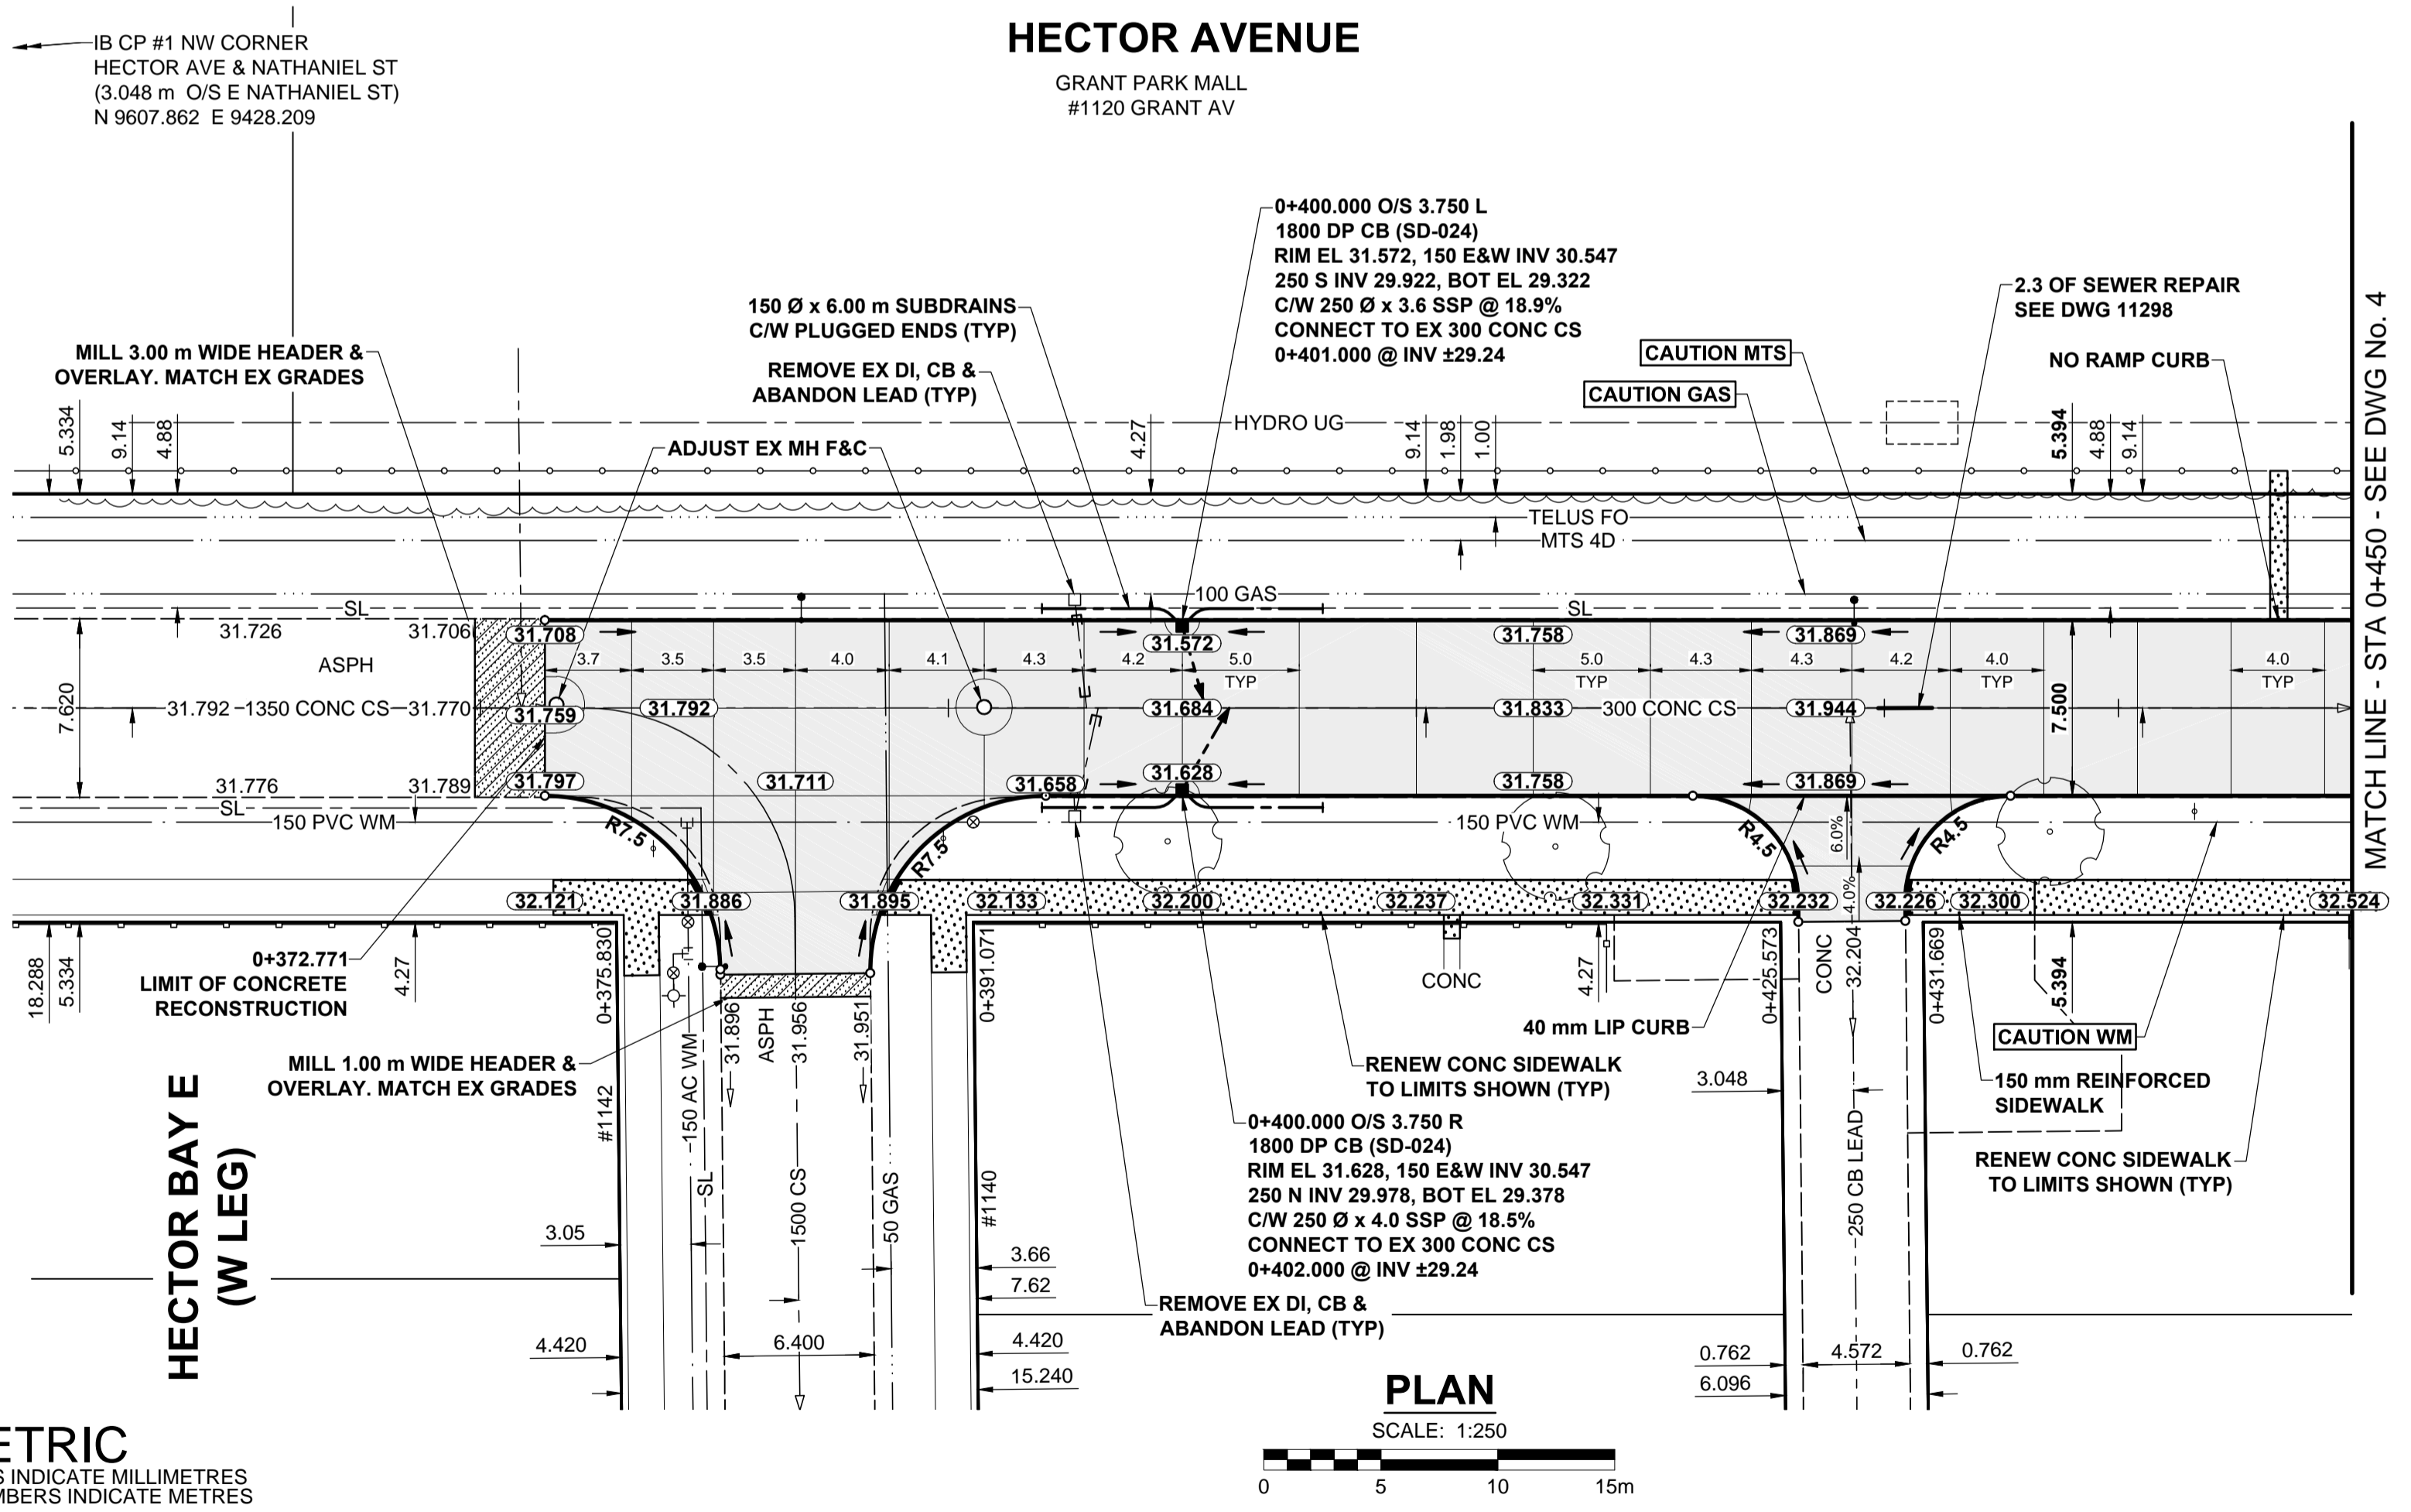 HECTOR AVENUE
GRANT PARK MALL
#1120 GRANT AV
IB CP #1 NW CORNER
HECTOR AVE & NATHANIEL ST
(3.048 m O/S E NATHANIEL ST)
N 9607.862 E 9428.209
0+400.000 O/S 3.750 L
1800 DP CB (SD-024)
RIM EL 31.572, 150 E&W INV 30.547
250 S INV 29.922, BOT EL 29.322
C/W 250 Ø x 3.6 SSP @ 18.9%
CONNECT TO EX 300 CONC CS
0+401.000 @ INV ±29.24
2.3 OF SEWER REPAIR
SEE DWG 11298
150 Ø x 6.00 m SUBDRAINS
C/W PLUGGED ENDS (TYP)
MILL 3.00 m WIDE HEADER &
OVERLAY. MATCH EX GRADES
REMOVE EX DI, CB &
ABANDON LEAD (TYP)
CAUTION MTS
CAUTION GAS
NO RAMP CURB
ADJUST EX MH F&C
MATCH LINE - STA 0+450 - SEE DWG No. 4
5.334
9.14
4.88
4.27
HYDRO UG
9.14
1.98
1.00
5.394
4.88
9.14
TELUS FO
MTS 4D
100 GAS
SL
SL
31.726
31.706
31.708
31.572
31.758
31.869
ASPH
3.7
3.5
3.5
4.0
4.1
4.3
4.2
5.0
TYP
5.0
TYP
4.3
4.3
4.2
4.0
TYP
4.0
TYP
7.620
31.792
1350 CONC CS
31.770
31.759
31.792
31.684
31.833
300 CONC CS
31.944
7.500
31.776
31.789
31.797
31.711
31.658
31.628
31.758
31.869
SL
150 PVC WM
R7.5
R7.5
150 PVC WM
R4.5
6.0%
R4.5
32.121
31.886
31.895
32.133
32.200
32.237
32.331
32.232
4.0%
32.226
32.300
32.524
18.288
5.334
4.27
0+372.771
LIMIT OF CONCRETE
RECONSTRUCTION
0+375.830
0+391.071
CONC
4.27
0+425.573
CONC
32.204
0+431.669
5.394
CAUTION WM
40 mm LIP CURB
31.896
ASPH
31.956
31.951
MILL 1.00 m WIDE HEADER &
OVERLAY. MATCH EX GRADES
RENEW CONC SIDEWALK
TO LIMITS SHOWN (TYP)
3.048
150 mm REINFORCED
SIDEWALK
HECTOR BAY E
(W LEG)
#1142
150 AC WM
SL
1500 CS
50 GAS
#1140
0+400.000 O/S 3.750 R
1800 DP CB (SD-024)
RIM EL 31.628, 150 E&W INV 30.547
250 N INV 29.978, BOT EL 29.378
C/W 250 Ø x 4.0 SSP @ 18.5%
CONNECT TO EX 300 CONC CS
0+402.000 @ INV ±29.24
250 CB LEAD
RENEW CONC SIDEWALK
TO LIMITS SHOWN (TYP)
3.05
3.66
7.62
REMOVE EX DI, CB &
ABANDON LEAD (TYP)
4.420
6.400
4.420
15.240
0.762
4.572
0.762
6.096
PLAN
SCALE: 1:250
0 5 10 15m
ETRIC
S INDICATE MILLIMETRES
MBERS INDICATE METRES